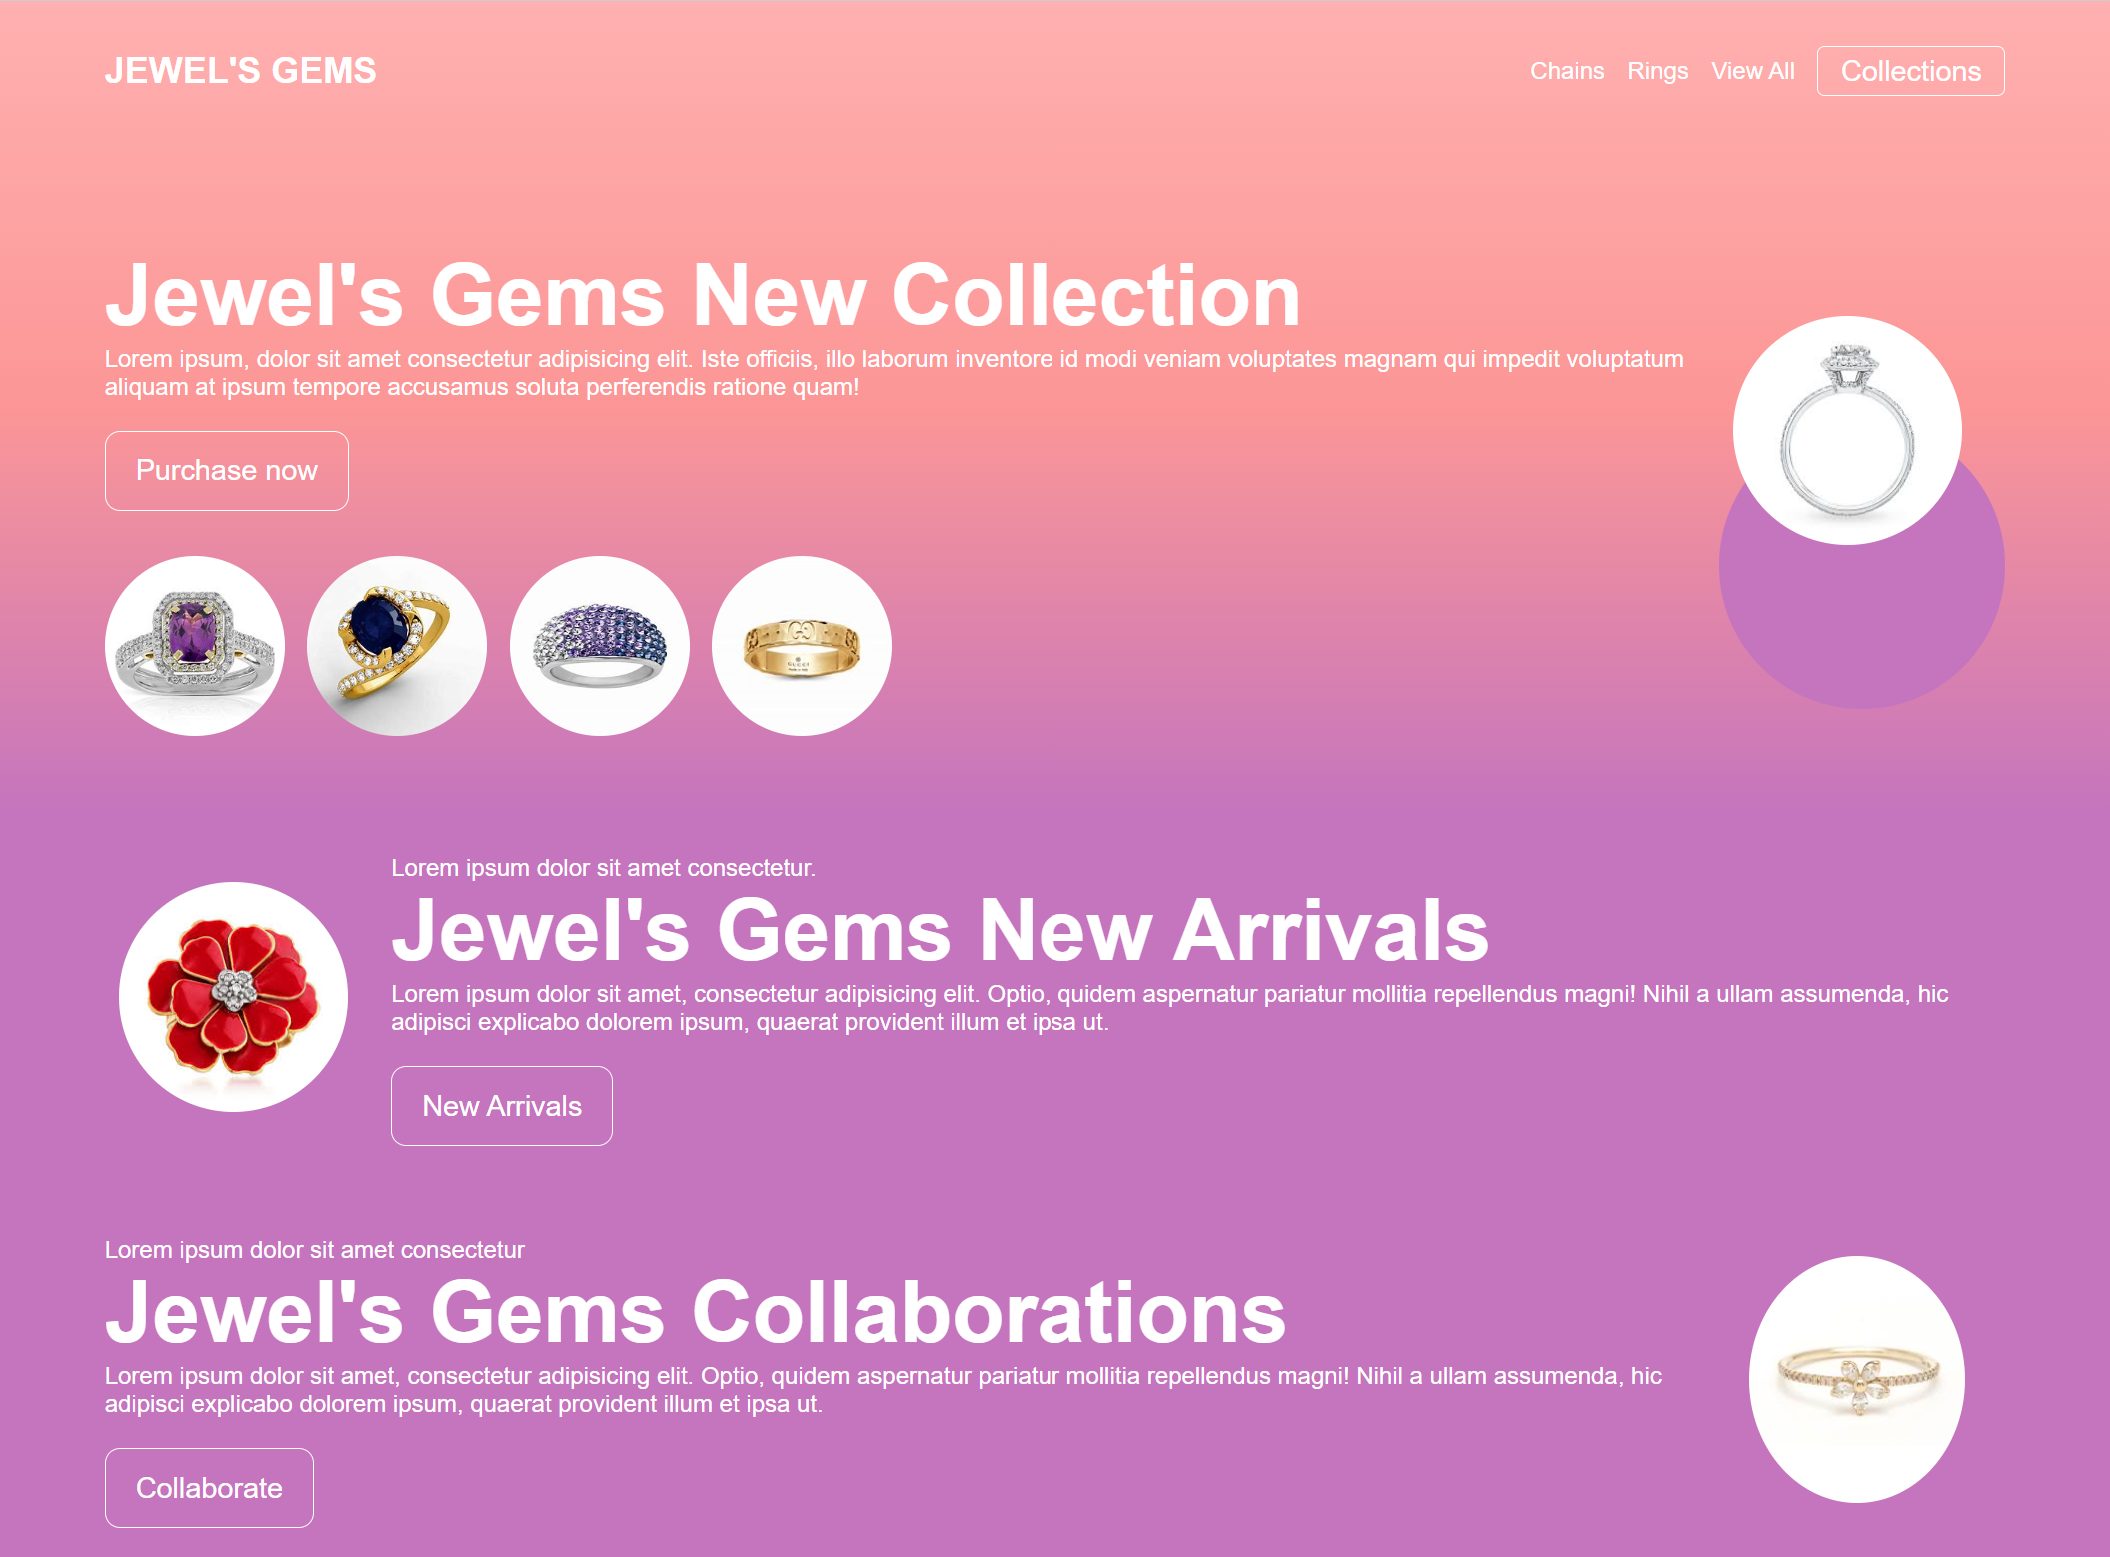 JEWEL'S GEMS
Chains Rings View All Collections
Jewel's Gems New Collection
Lorem ipsum, dolor sit amet consectetur adipisicing elit. Iste officiis, illo laborum inventore id modi veniam voluptates magnam qui impedit voluptatum
aliquam at ipsum tempore accusamus soluta perferendis ratione quam!
Purchase now
GUCCI
Lorem ipsum dolor sit amet consectetur.
Jewel's Gems New Arrivals
Lorem ipsum dolor sit amet, consectetur adipisicing elit. Optio, quidem aspernatur pariatur mollitia repellendus magni! Nihil a ullam assumenda, hic
adipisci explicabo dolorem ipsum, quaerat provident illum et ipsa ut.
New Arrivals
Lorem ipsum dolor sit amet consectetur
Jewel's Gems Collaborations
Lorem ipsum dolor sit amet, consectetur adipisicing elit. Optio, quidem aspernatur pariatur mollitia repellendus magni! Nihil a ullam assumenda, hic
adipisci explicabo dolorem ipsum, quaerat provident illum et ipsa ut.
Collaborate